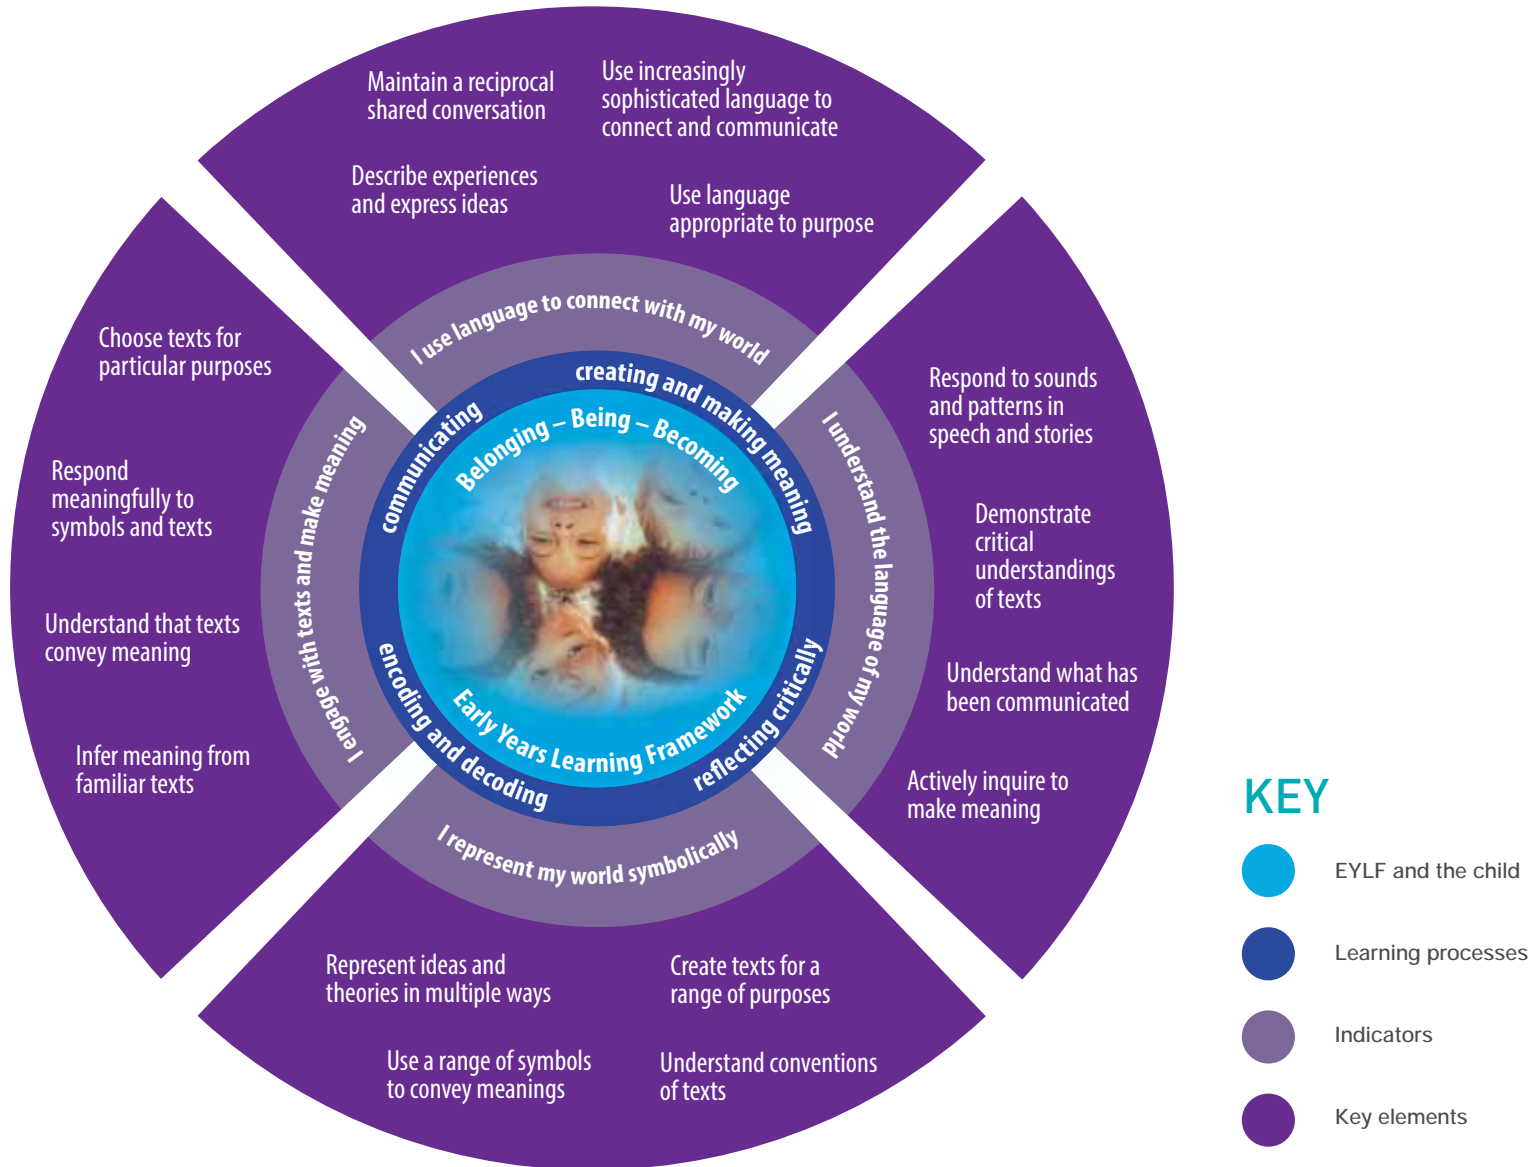 Maintain a reciprocal
shared conversation
Use increasingly
sophisticated language to
connect and communicate
Describe experiences
and express ideas
Use language
appropriate to purpose
I use language to connect with my world
Choose texts for
particular purposes
Respond
meaningfully to
symbols and texts
Understand that texts
convey meaning
Infer meaning from
familiar texts
I engage with texts and make meaning
communicating
creating and making meaning
encoding and decoding
reflecting critically
Belonging – Being – Becoming
Early Years Learning Framework
I understand the language of my world
Respond to sounds
and patterns in
speech and stories
Demonstrate
critical
understandings
of texts
Understand what has
been communicated
Actively inquire to
make meaning
I represent my world symbolically
Represent ideas and
theories in multiple ways
Create texts for a
range of purposes
Use a range of symbols
to convey meanings
Understand conventions
of texts
KEY
EYLF and the child
Learning processes
Indicators
Key elements